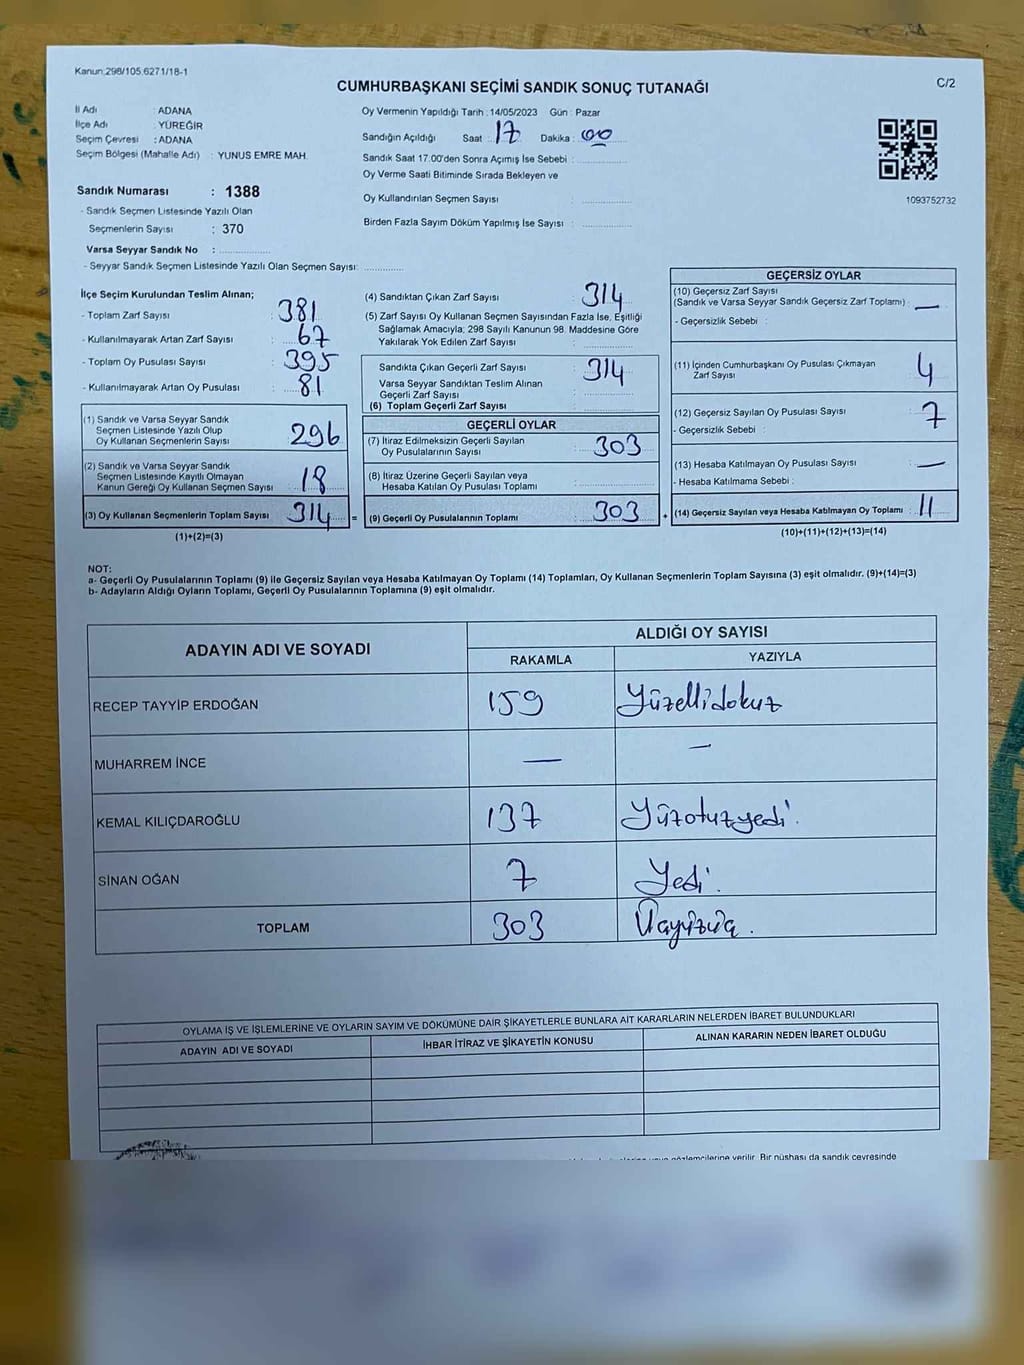 Kanun:298/105.6271/18-1
C/2
CUMHURBAŞKANI SEÇİMİ SANDIK SONUÇ TUTANAĞI
İl Adı : ADANA
İlçe Adı : YÜREĞİR
Seçim Çevresi : ADANA
Seçim Bölgesi (Mahalle Adı) : YUNUS EMRE MAH.
Oy Vermenin Yapıldığı Tarih : 14/05/2023 Gün : Pazar
Sandığın Açıldığı Saat : 17 Dakika : 00
Sandık Saat 17:00'den Sonra Açımış İse Sebebi :
Oy Verme Saati Bitiminde Sırada Bekleyen ve
Oy Kullandırılan Seçmen Sayısı
Birden Fazla Sayım Döküm Yapılmış İse Sayısı :
1093752732
Sandık Numarası : 1388
- Sandık Seçmen Listesinde Yazılı Olan
Seçmenlerin Sayısı : 370
Varsa Seyyar Sandık No :
- Seyyar Sandık Seçmen Listesinde Yazılı Olan Seçmen Sayısı:
İlçe Seçim Kurulundan Teslim Alınan;
- Toplam Zarf Sayısı : 381
- Kullanılmayarak Artan Zarf Sayısı : 67
- Toplam Oy Pusulası Sayısı : 395
- Kullanılmayarak Artan Oy Pusulası : 81
(1) Sandık ve Varsa Seyyar Sandık
Seçmen Listesinde Yazılı Olup
Oy Kullanan Seçmenlerin Sayısı 296
(2) Sandık ve Varsa Seyyar Sandık
Seçmen Listesinde Kayıtlı Olmayan
Kanun Gereği Oy Kullanan Seçmen Sayısı 18
(3) Oy Kullanan Seçmenlerin Toplam Sayısı 314 =
(1)+(2)=(3)
(4) Sandıktan Çıkan Zarf Sayısı : 314
(5) Zarf Sayısı Oy Kullanan Seçmen Sayısından Fazla İse, Eşitliği
Sağlamak Amacıyla; 298 Sayılı Kanunun 98. Maddesine Göre
Yakılarak Yok Edilen Zarf Sayısı
Sandıkta Çıkan Geçerli Zarf Sayısı : 314
Varsa Seyyar Sandıktan Teslim Alınan
Geçerli Zarf Sayısı
(6) Toplam Geçerli Zarf Sayısı
GEÇERLİ OYLAR
(7) İtiraz Edilmeksizin Geçerli Sayılan
Oy Pusulalarının Sayısı : 303
(8) İtiraz Üzerine Geçerli Sayılan veya
Hesaba Katılan Oy Pusulası Toplamı
(9) Geçerli Oy Pusulalarının Toplamı : 303 +
GEÇERSİZ OYLAR
(10) Geçersiz Zarf Sayısı
(Sandık ve Varsa Seyyar Sandık Geçersiz Zarf Toplamı) : —
- Geçersizlik Sebebi :
(11) İçinden Cumhurbaşkanı Oy Pusulası Çıkmayan
Zarf Sayısı 4
(12) Geçersiz Sayılan Oy Pusulası Sayısı 7
- Geçersizlik Sebebi :
(13) Hesaba Katılmayan Oy Pusulası Sayısı —
- Hesaba Katılmama Sebebi :
(14) Geçersiz Sayılan veya Hesaba Katılmayan Oy Toplamı : 11
(10)+(11)+(12)+(13)=(14)
NOT:
a- Geçerli Oy Pusulalarının Toplamı (9) ile Geçersiz Sayılan veya Hesaba Katılmayan Oy Toplamı (14) Toplamları, Oy Kullanan Seçmenlerin Toplam Sayısına (3) eşit olmalıdır. (9)+(14)=(3)
b- Adayların Aldığı Oyların Toplamı, Geçerli Oy Pusulalarının Toplamına (9) eşit olmalıdır.
ADAYIN ADI VE SOYADI ALDIĞI OY SAYISI
RAKAMLA YAZIYLA
RECEP TAYYİP ERDOĞAN 159 Yüzellidokuz
MUHARREM İNCE — —
KEMAL KILIÇDAROĞLU 137 Yüzotuzyedi.
SİNAN OĞAN 7 Yedi.
TOPLAM 303 Üçyüzüç.
OYLAMA İŞ VE İŞLEMLERİNE VE OYLARIN SAYIM VE DÖKÜMÜNE DAİR ŞİKAYETLERLE BUNLARA AİT KARARLARIN NELERDEN İBARET BULUNDUKLARI
ADAYIN ADI VE SOYADI İHBAR İTİRAZ VE ŞİKAYETİN KONUSU ALINAN KARARIN NEDEN İBARET OLDUĞU
gözlemcilerine verilir. Bir nüshası da sandık çevresinde